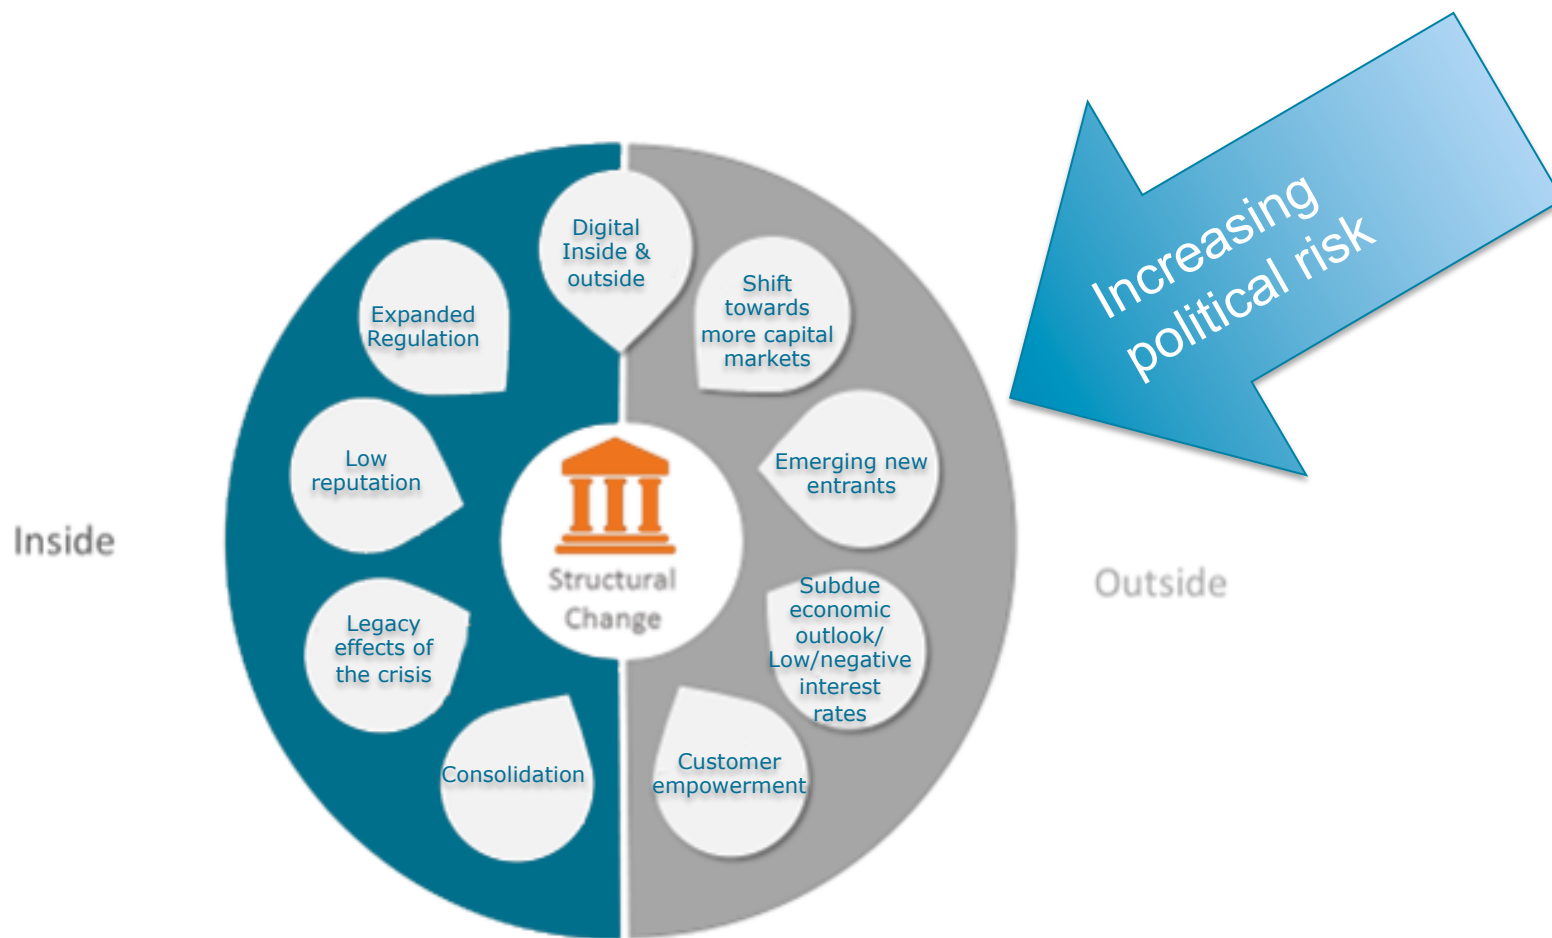 Increasing
political risk
Digital
Inside &
outside
Shift
towards
more capital
markets
Expanded
Regulation
Emerging new
entrants
Low
reputation
Inside
Structural
Change
Outside
Subdue
economic
outlook/
Low/negative
interest
rates
Legacy
effects of
the crisis
Consolidation
Customer
empowerment